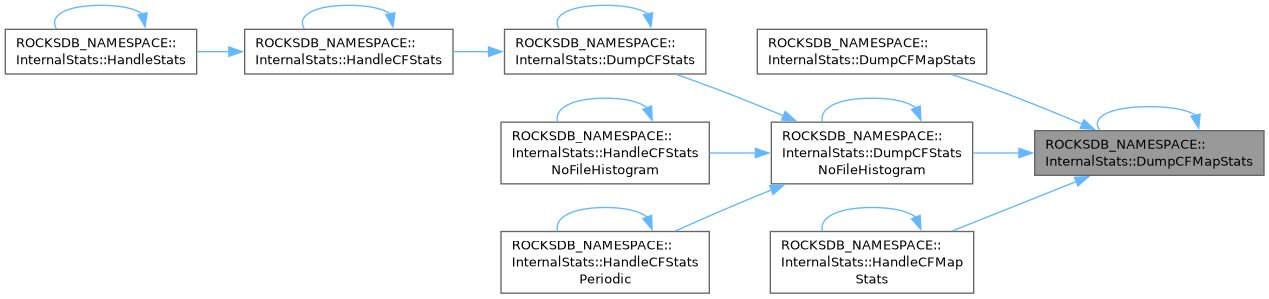 ROCKSDB_NAMESPACE::
InternalStats::HandleStats
ROCKSDB_NAMESPACE::
InternalStats::HandleCFStats
ROCKSDB_NAMESPACE::
InternalStats::DumpCFStats
ROCKSDB_NAMESPACE::
InternalStats::DumpCFMapStats
ROCKSDB_NAMESPACE::
InternalStats::HandleCFStats
NoFileHistogram
ROCKSDB_NAMESPACE::
InternalStats::DumpCFStats
NoFileHistogram
ROCKSDB_NAMESPACE::
InternalStats::DumpCFMapStats
ROCKSDB_NAMESPACE::
InternalStats::HandleCFStats
Periodic
ROCKSDB_NAMESPACE::
InternalStats::HandleCFMap
Stats